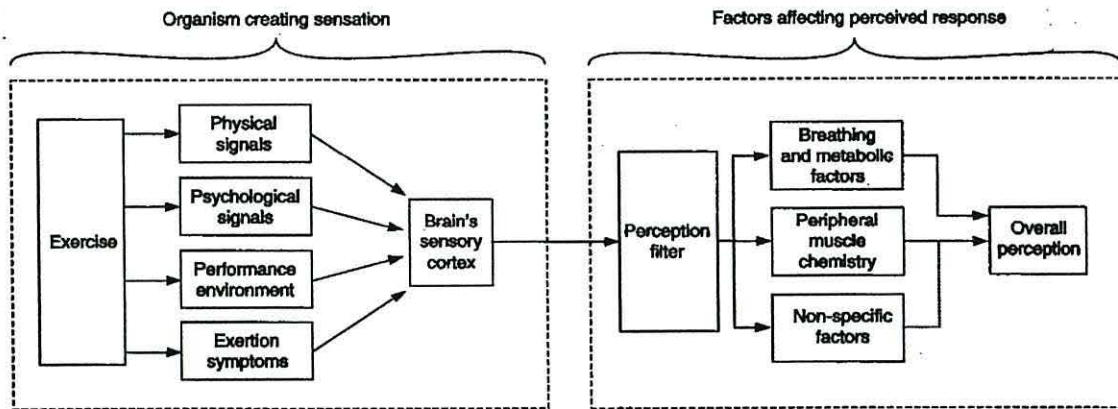 Organism creating sensation
Factors affecting perceived response
Exercise
Physical
signals
Psychological
signals
Performance
environment
Exertion
symptoms
Brain's
sensory
cortex
Perception
filter
Breathing
and metabolic
factors
Peripheral
muscle
chemistry
Non-specific
factors
Overall
perception